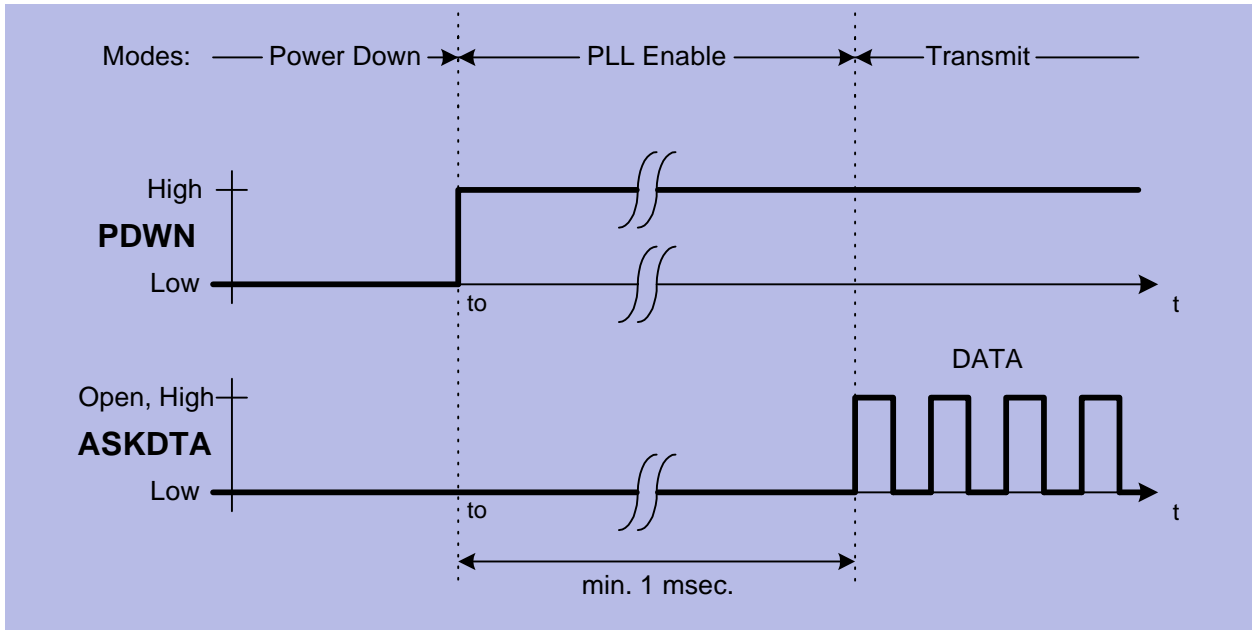 Modes: Power Down PLL Enable Transmit
High
PDWN
Low
to
t
DATA
Open, High
ASKDTA
Low
to
t
min. 1 msec.